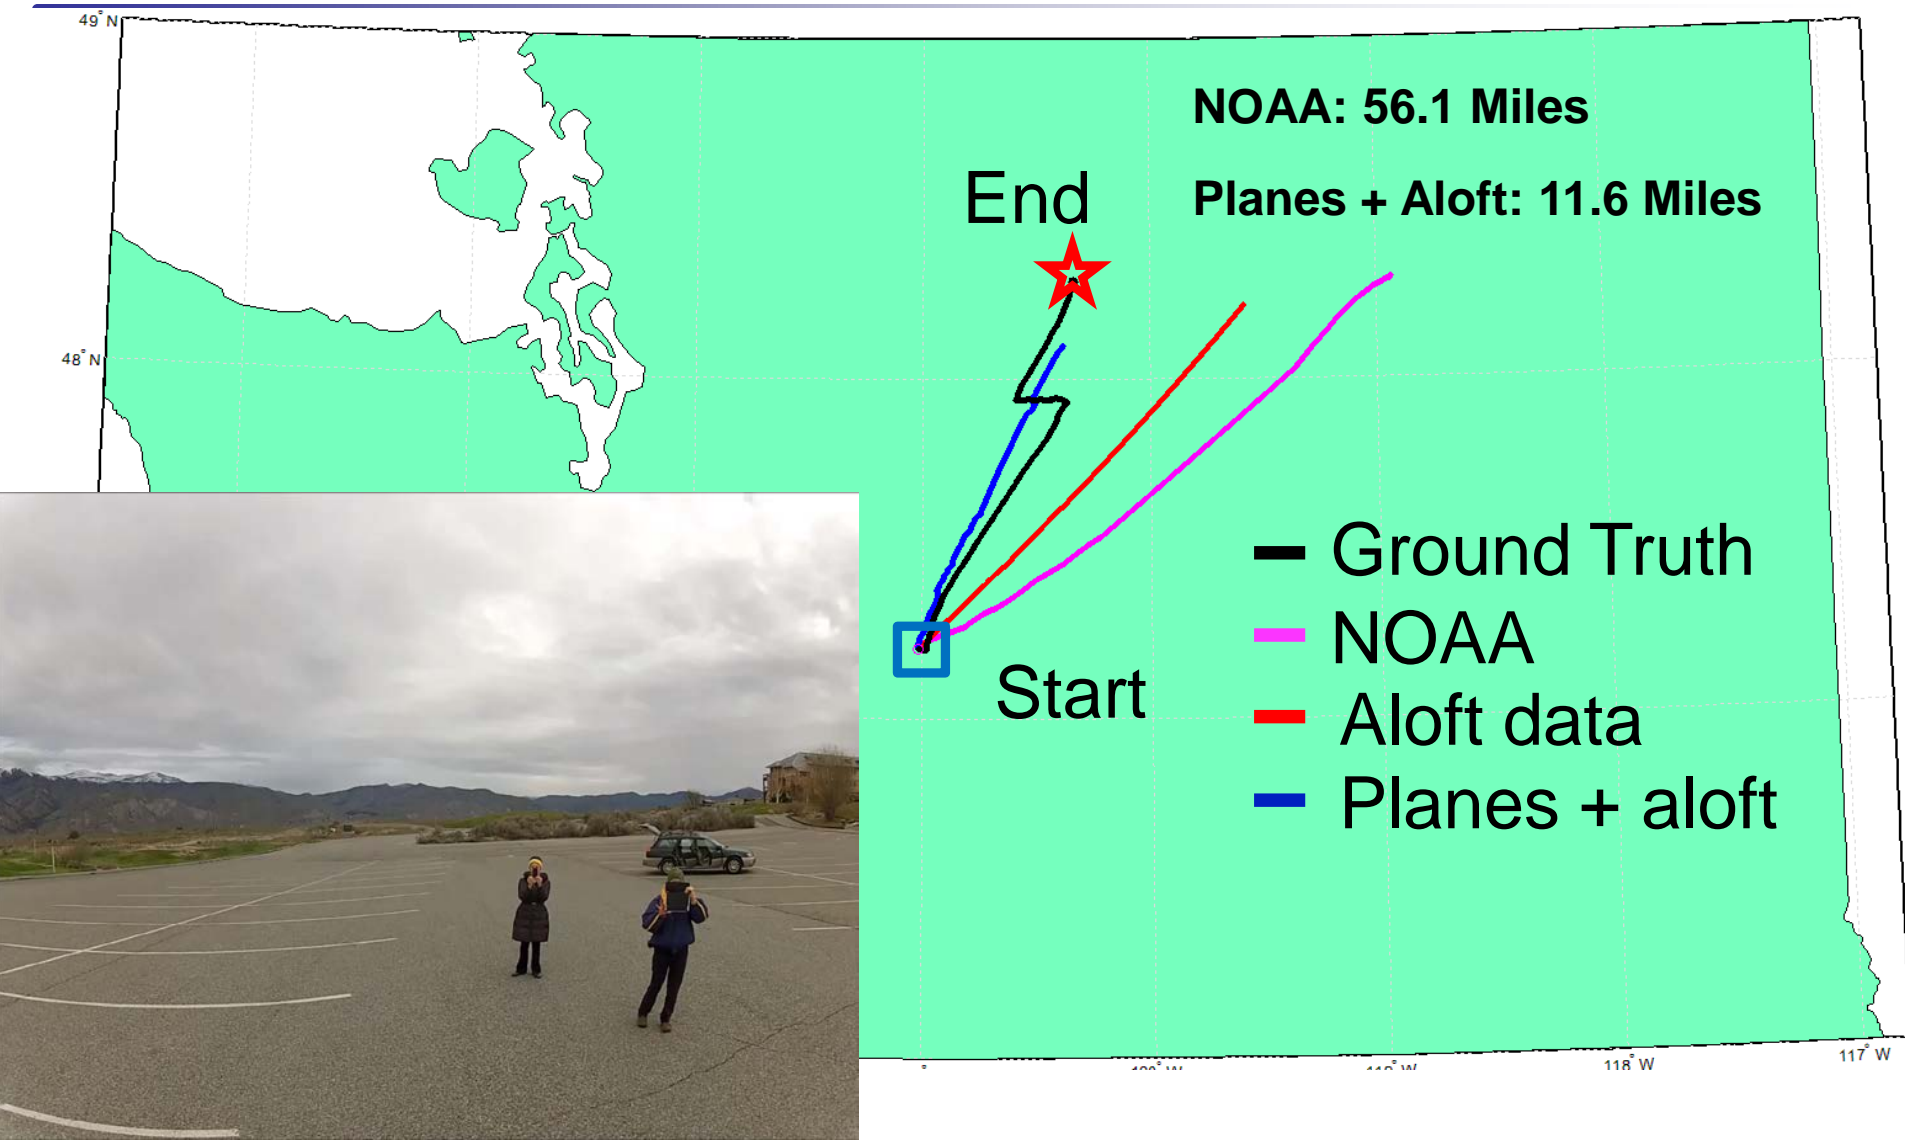 49° N
NOAA: 56.1 Miles
End
Planes + Aloft: 11.6 Miles
48° N
Ground Truth
NOAA
Start
Aloft data
Planes + aloft
118° W
117° W